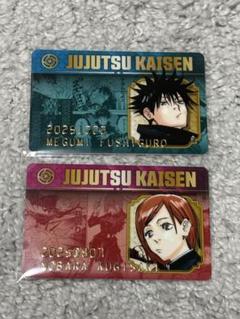 JUJUTSU KAISEN
MEGUMI FUSHIGURO
JUJUTSU KAISEN
NOBARA KUGISAKI